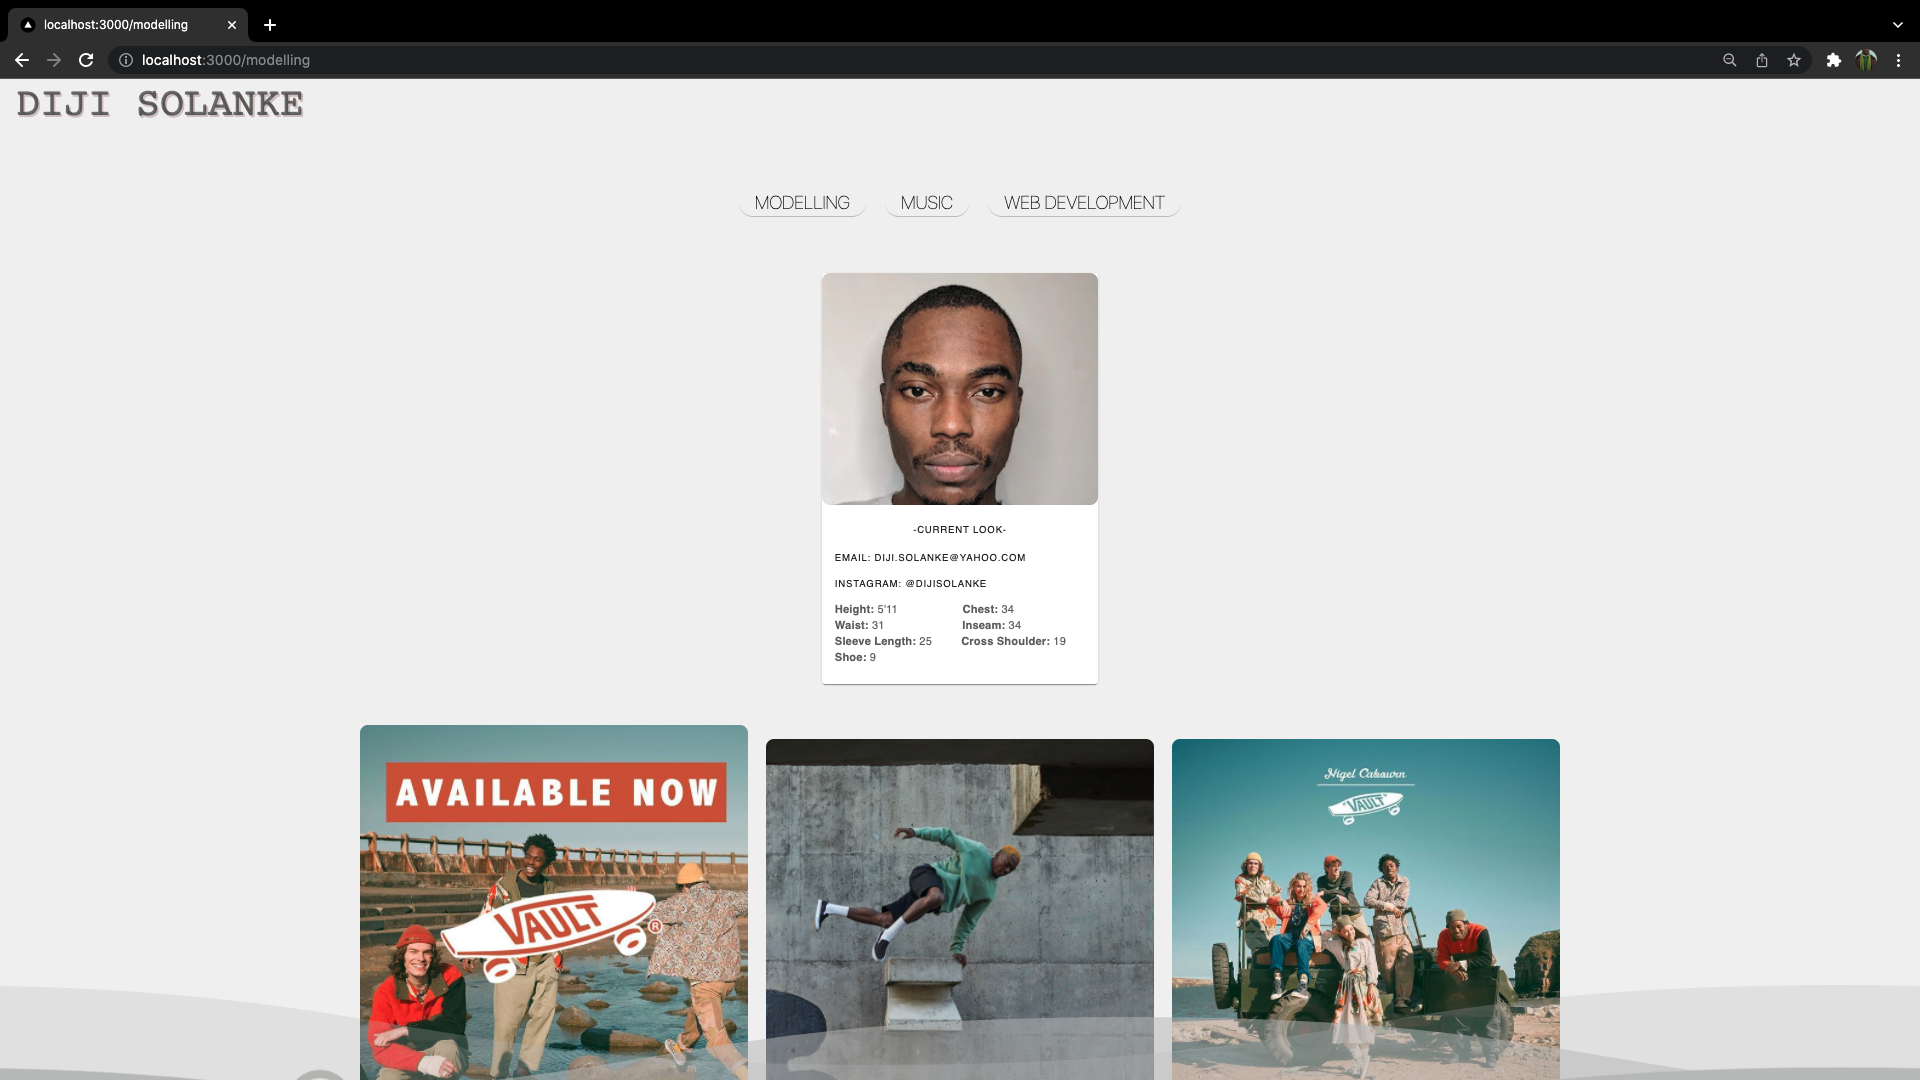 localhost:3000/modelling
localhost:3000/modelling
DIJI SOLANKE
MODELLING MUSIC WEB DEVELOPMENT
-CURRENT LOOK-
EMAIL: DIJI.SOLANKE@YAHOO.COM
INSTAGRAM: @DIJISOLANKE
Height: 5'11 Chest: 34
Waist: 31 Inseam: 34
Sleeve Length: 25 Cross Shoulder: 19
Shoe: 9
AVAILABLE NOW
VAULT ®
Nigel Cabourn
"VAULT"